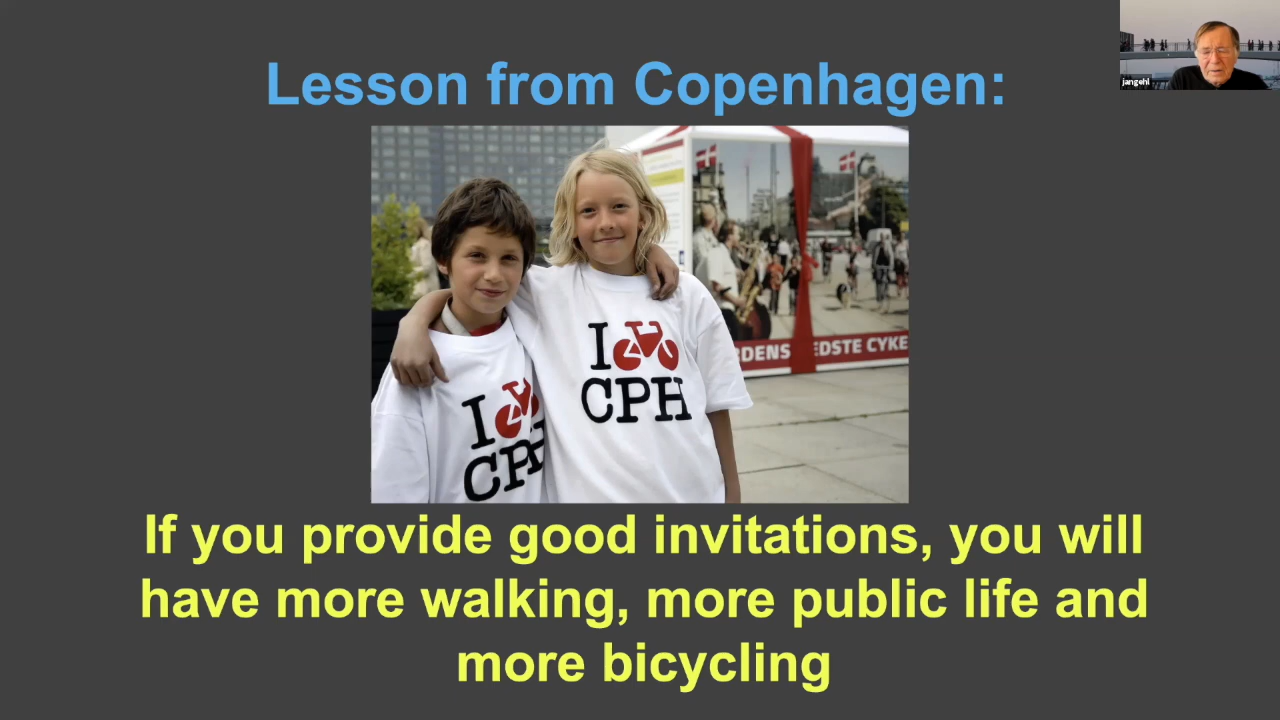 Lesson from Copenhagen:
jangehl
I
CPH
I
CPH
RDENS EDSTE CYKE
If you provide good invitations, you will
have more walking, more public life and
more bicycling